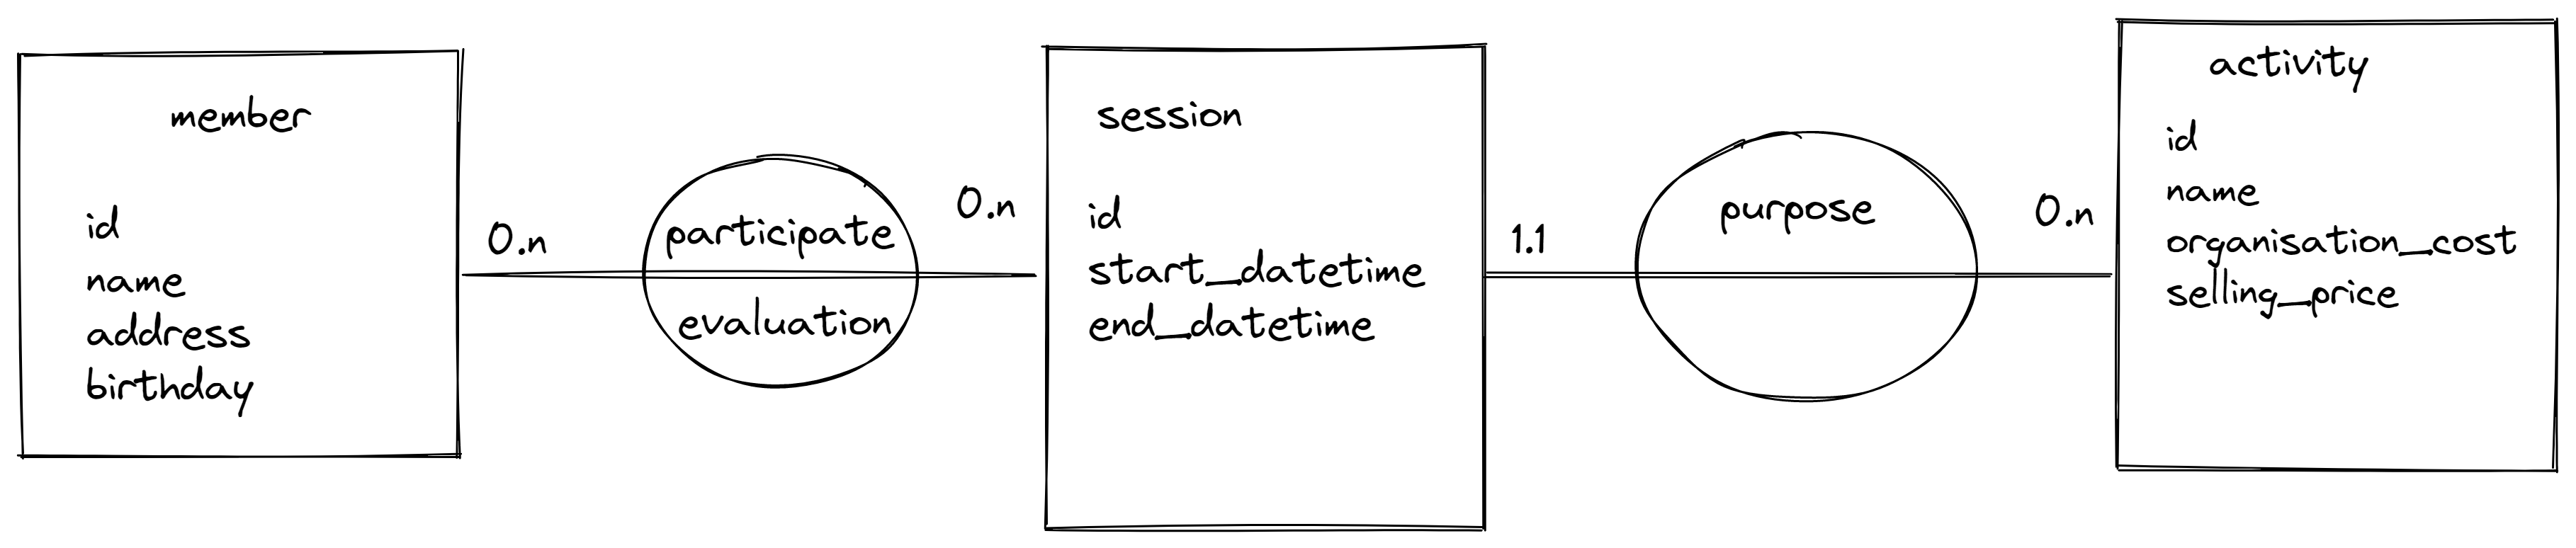 member
id
name
address
birthday
0.n
participate
evaluation
0.n
session
id
start_datetime
end_datetime
1.1
purpose
0.n
activity
id
name
organisation_cost
selling_price